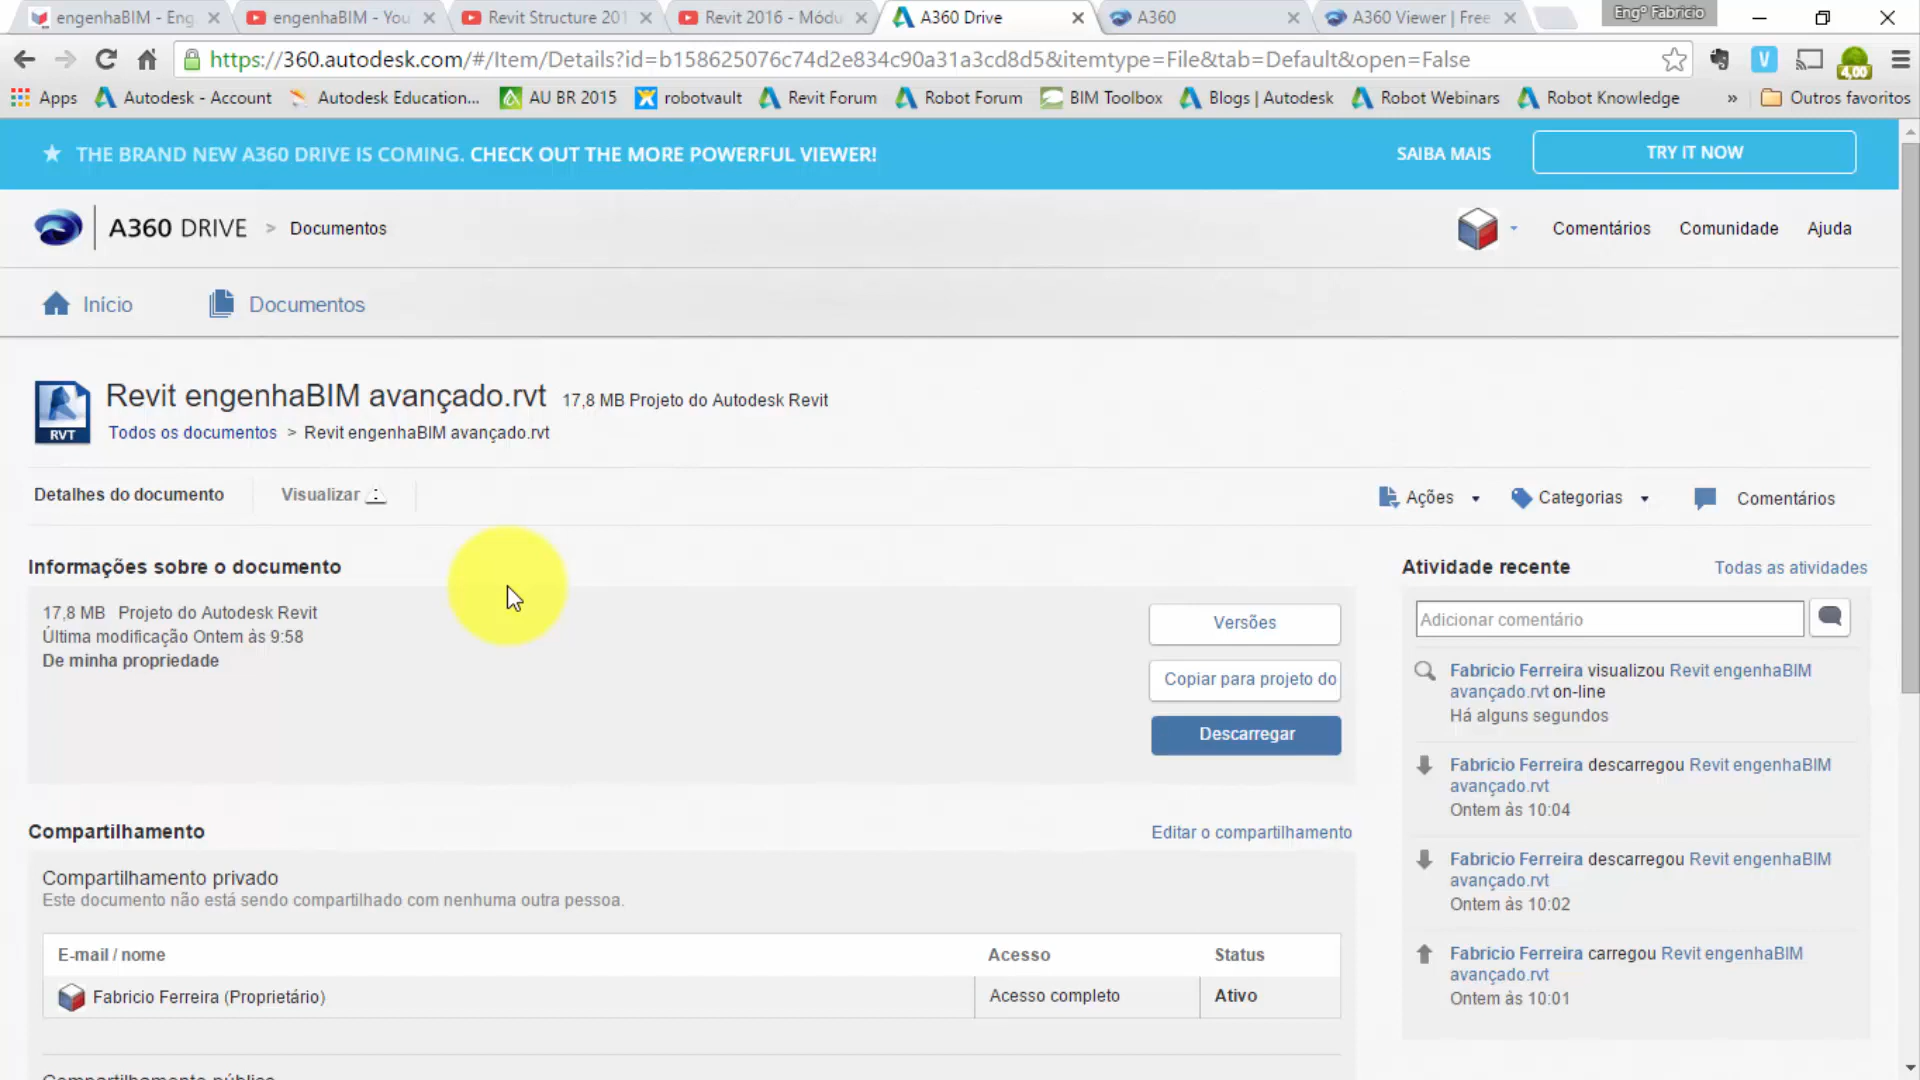 engenhaBIM - Eng
engenhaBIM - You
Revit Structure 201
Revit 2016 - Módu
A360 Drive
A360
A360 Viewer | Free
Engº Fabricio
https://360.autodesk.com/#/Item/Details?id=b158625076c74d2e834c90a31a3cd8d5&itemtype=File&tab=Default&open=False
V
4,00
Apps
Autodesk - Account
Autodesk Education...
AU BR 2015
robotvault
Revit Forum
Robot Forum
BIM Toolbox
Blogs | Autodesk
Robot Webinars
Robot Knowledge
»
Outros favoritos
★ THE BRAND NEW A360 DRIVE IS COMING. CHECK OUT THE MORE POWERFUL VIEWER!
SAIBA MAIS
TRY IT NOW
A360 DRIVE > Documentos
Comentários
Comunidade
Ajuda
Início
Documentos
RVT
Revit engenhaBIM avançado.rvt 17,8 MB Projeto do Autodesk Revit
Todos os documentos > Revit engenhaBIM avançado.rvt
Detalhes do documento
Visualizar
Ações
Categorias
Comentários
Informações sobre o documento
17,8 MB Projeto do Autodesk Revit
Última modificação Ontem às 9:58
De minha propriedade
Versões
Copiar para projeto do
Descarregar
Compartilhamento
Editar o compartilhamento
Compartilhamento privado
Este documento não está sendo compartilhado com nenhuma outra pessoa.
E-mail / nome
Acesso
Status
Fabricio Ferreira (Proprietário)
Acesso completo
Ativo
Compartilhamento público
Atividade recente
Todas as atividades
Adicionar comentário
Fabricio Ferreira visualizou Revit engenhaBIM
avançado.rvt on-line
Há alguns segundos
Fabricio Ferreira descarregou Revit engenhaBIM
avançado.rvt
Ontem às 10:04
Fabricio Ferreira descarregou Revit engenhaBIM
avançado.rvt
Ontem às 10:02
Fabricio Ferreira carregou Revit engenhaBIM
avançado.rvt
Ontem às 10:01